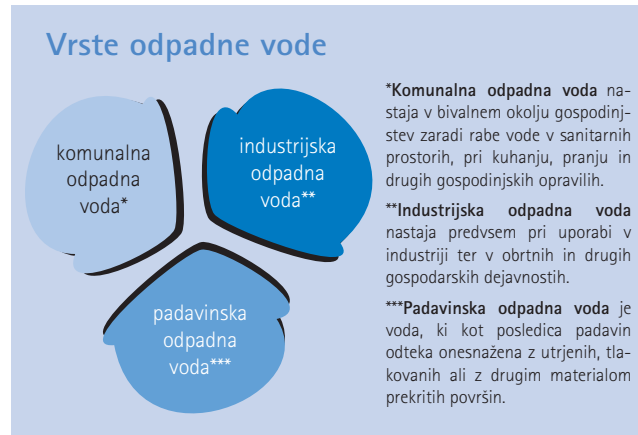 Vrste odpadne vode
komunalna
odpadna
voda*
industrijska
odpadna
voda**
padavinska
odpadna
voda***
*Komunalna odpadna voda na-
staja v bivalnem okolju gospodinj-
stev zaradi rabe vode v sanitarnih
prostorih, pri kuhanju, pranju in
drugih gospodinjskih opravilih.
**Industrijska odpadna voda
nastaja predvsem pri uporabi v
industriji ter v obrtnih in drugih
gospodarskih dejavnostih.
***Padavinska odpadna voda je
voda, ki kot posledica padavin
odteka onesnažena z utrjenih, tla-
kovanih ali z drugim materialom
prekritih površin.